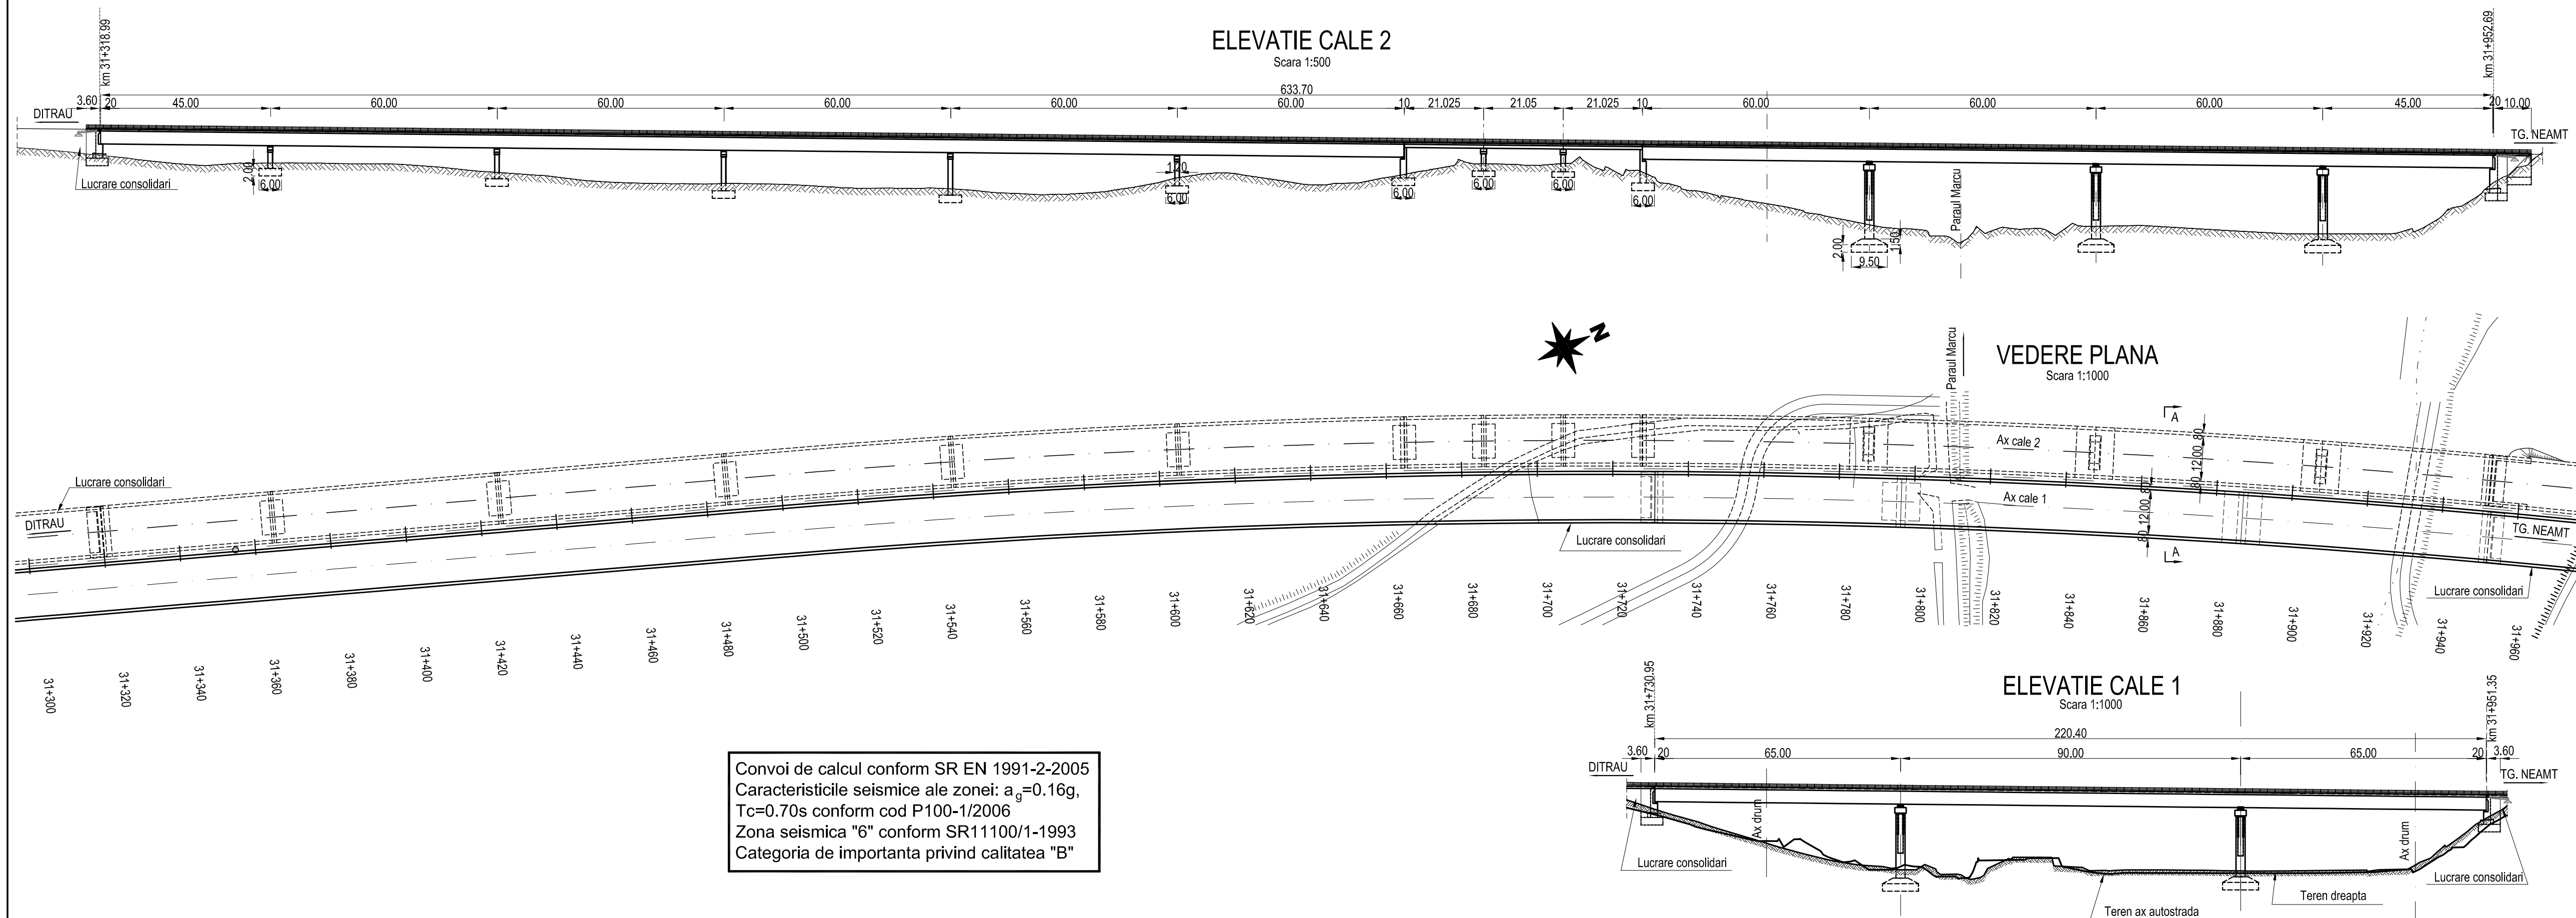 ELEVATIE CALE 2
Scara 1:500
km 31+318.99
km 31+952.69
633.70
3.60 20 45.00 60.00 60.00 60.00 60.00 60.00 10 21.025 21.05 21.025 10 60.00 60.00 60.00 45.00 20 10.00
DITRAU
TG. NEAMT
Lucrare consolidari
2.00
6.00
1.20
6.00
6.00
6.00
6.00
6.00
2.00
9.50
1.50
Paraul Marcu
N
VEDERE PLANA
Scara 1:1000
Paraul Marcu
A
Ax cale 2
80 12.00 80
Lucrare consolidari
DITRAU
Ax cale 1
80 12.00 80
TG. NEAMT
A
Lucrare consolidari
Lucrare consolidari
31+300 31+320 31+340 31+360 31+380 31+400 31+420 31+440 31+460 31+480 31+500 31+520 31+540 31+560 31+580 31+600 31+620 31+640 31+660 31+680 31+700 31+720 31+740 31+760 31+780 31+800 31+820 31+840 31+860 31+880 31+900 31+920 31+940 31+960
ELEVATIE CALE 1
Scara 1:1000
km 31+730.95
km 31+951.35
220.40
3.60 20 65.00 90.00 65.00 20 3.60
DITRAU
TG. NEAMT
Ax drum
Ax drum
Lucrare consolidari
Lucrare consolidari
Teren dreapta
Teren ax autostrada
Convoi de calcul conform SR EN 1991-2-2005
Caracteristicile seismice ale zonei: ag=0.16g,
Tc=0.70s conform cod P100-1/2006
Zona seismica "6" conform SR11100/1-1993
Categoria de importanta privind calitatea "B"